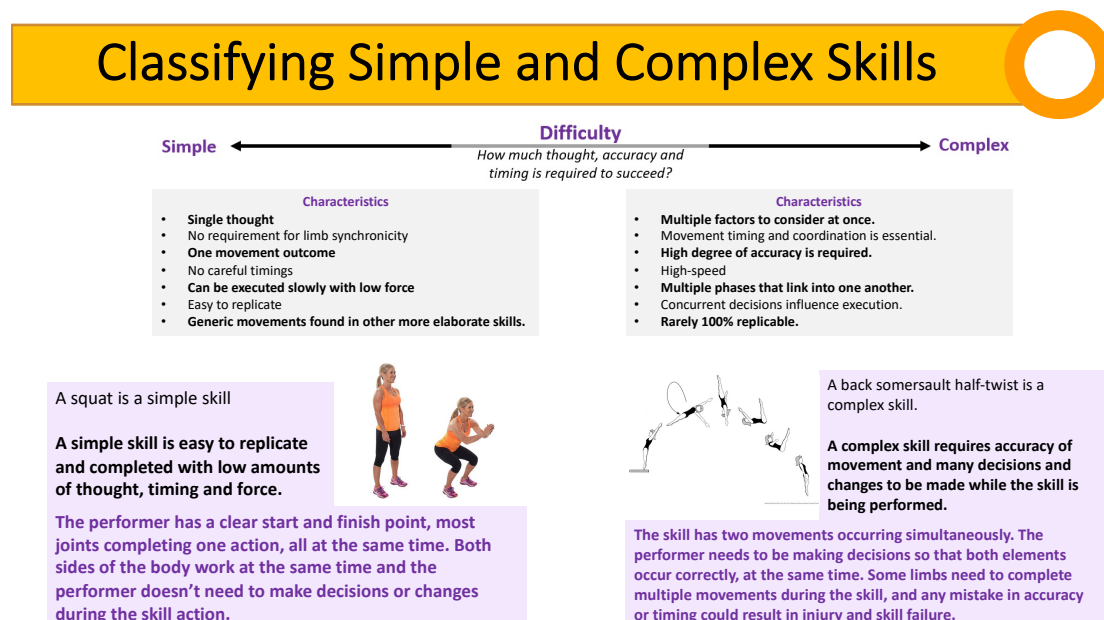 Classifying Simple and Complex Skills
Difficulty
Simple
Complex
How much thought, accuracy and
timing is required to succeed?
Characteristics
• Single thought
• No requirement for limb synchronicity
• One movement outcome
• No careful timings
• Can be executed slowly with low force
• Easy to replicate
• Generic movements found in other more elaborate skills.
Characteristics
• Multiple factors to consider at once.
• Movement timing and coordination is essential.
• High degree of accuracy is required.
• High-speed
• Multiple phases that link into one another.
• Concurrent decisions influence execution.
• Rarely 100% replicable.
A squat is a simple skill
A simple skill is easy to replicate
and completed with low amounts
of thought, timing and force.
The performer has a clear start and finish point, most
joints completing one action, all at the same time. Both
sides of the body work at the same time and the
performer doesn't need to make decisions or changes
during the skill action.
A back somersault half-twist is a
complex skill.
A complex skill requires accuracy of
movement and many decisions and
changes to be made while the skill is
being performed.
The skill has two movements occurring simultaneously. The
performer needs to be making decisions so that both elements
occur correctly, at the same time. Some limbs need to complete
multiple movements during the skill, and any mistake in accuracy
or timing could result in injury and skill failure.